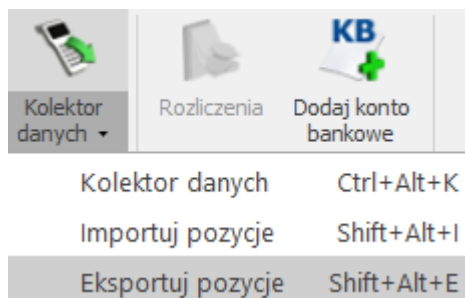 KB
Kolektor danych
Rozliczenia
Dodaj konto bankowe
Kolektor danych Ctrl+Alt+K
Importuj pozycje Shift+Alt+I
Eksportuj pozycje Shift+Alt+E